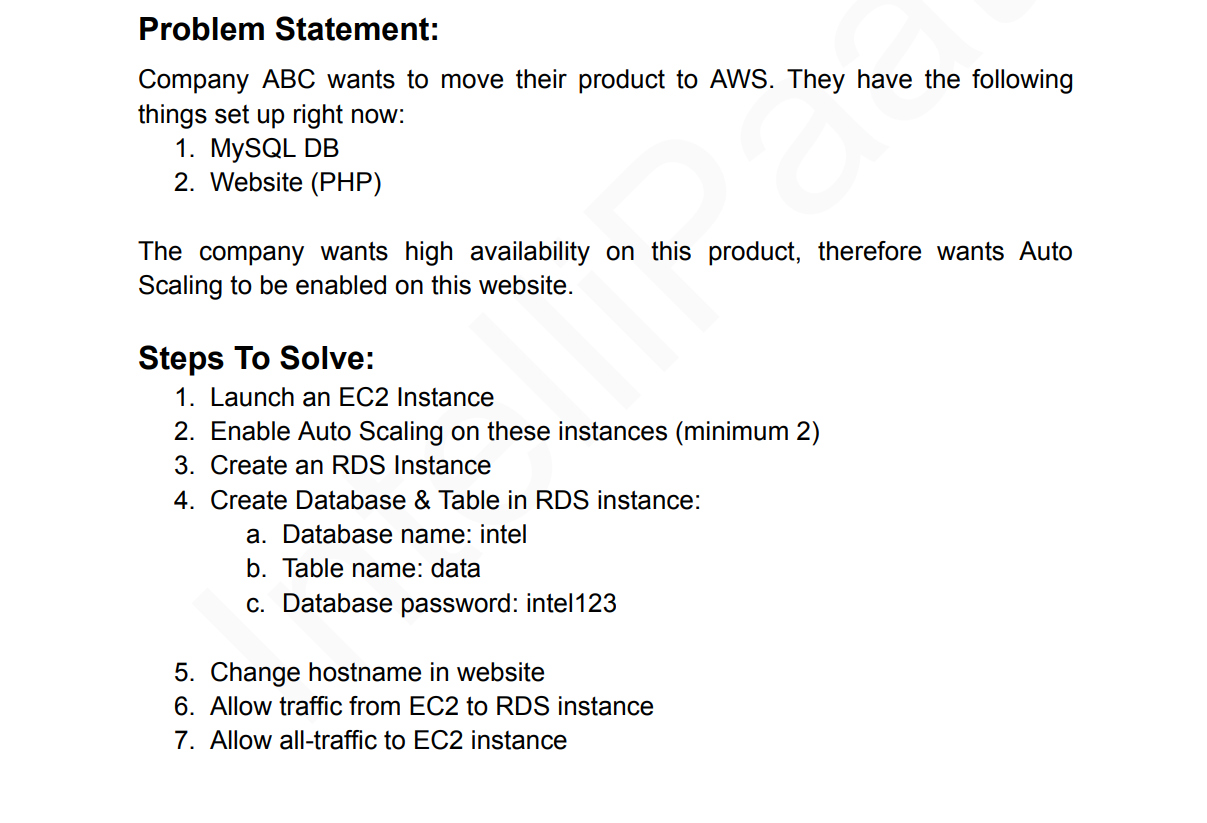 Problem Statement:
Company ABC wants to move their product to AWS. They have the following
things set up right now:
1. MySQL DB
2. Website (PHP)
The company wants high availability on this product, therefore wants Auto
Scaling to be enabled on this website.
Steps To Solve:
1. Launch an EC2 Instance
2. Enable Auto Scaling on these instances (minimum 2)
3. Create an RDS Instance
4. Create Database & Table in RDS instance:
a. Database name: intel
b. Table name: data
c. Database password: intel123
5. Change hostname in website
6. Allow traffic from EC2 to RDS instance
7. Allow all-traffic to EC2 instance
IntelliPaa